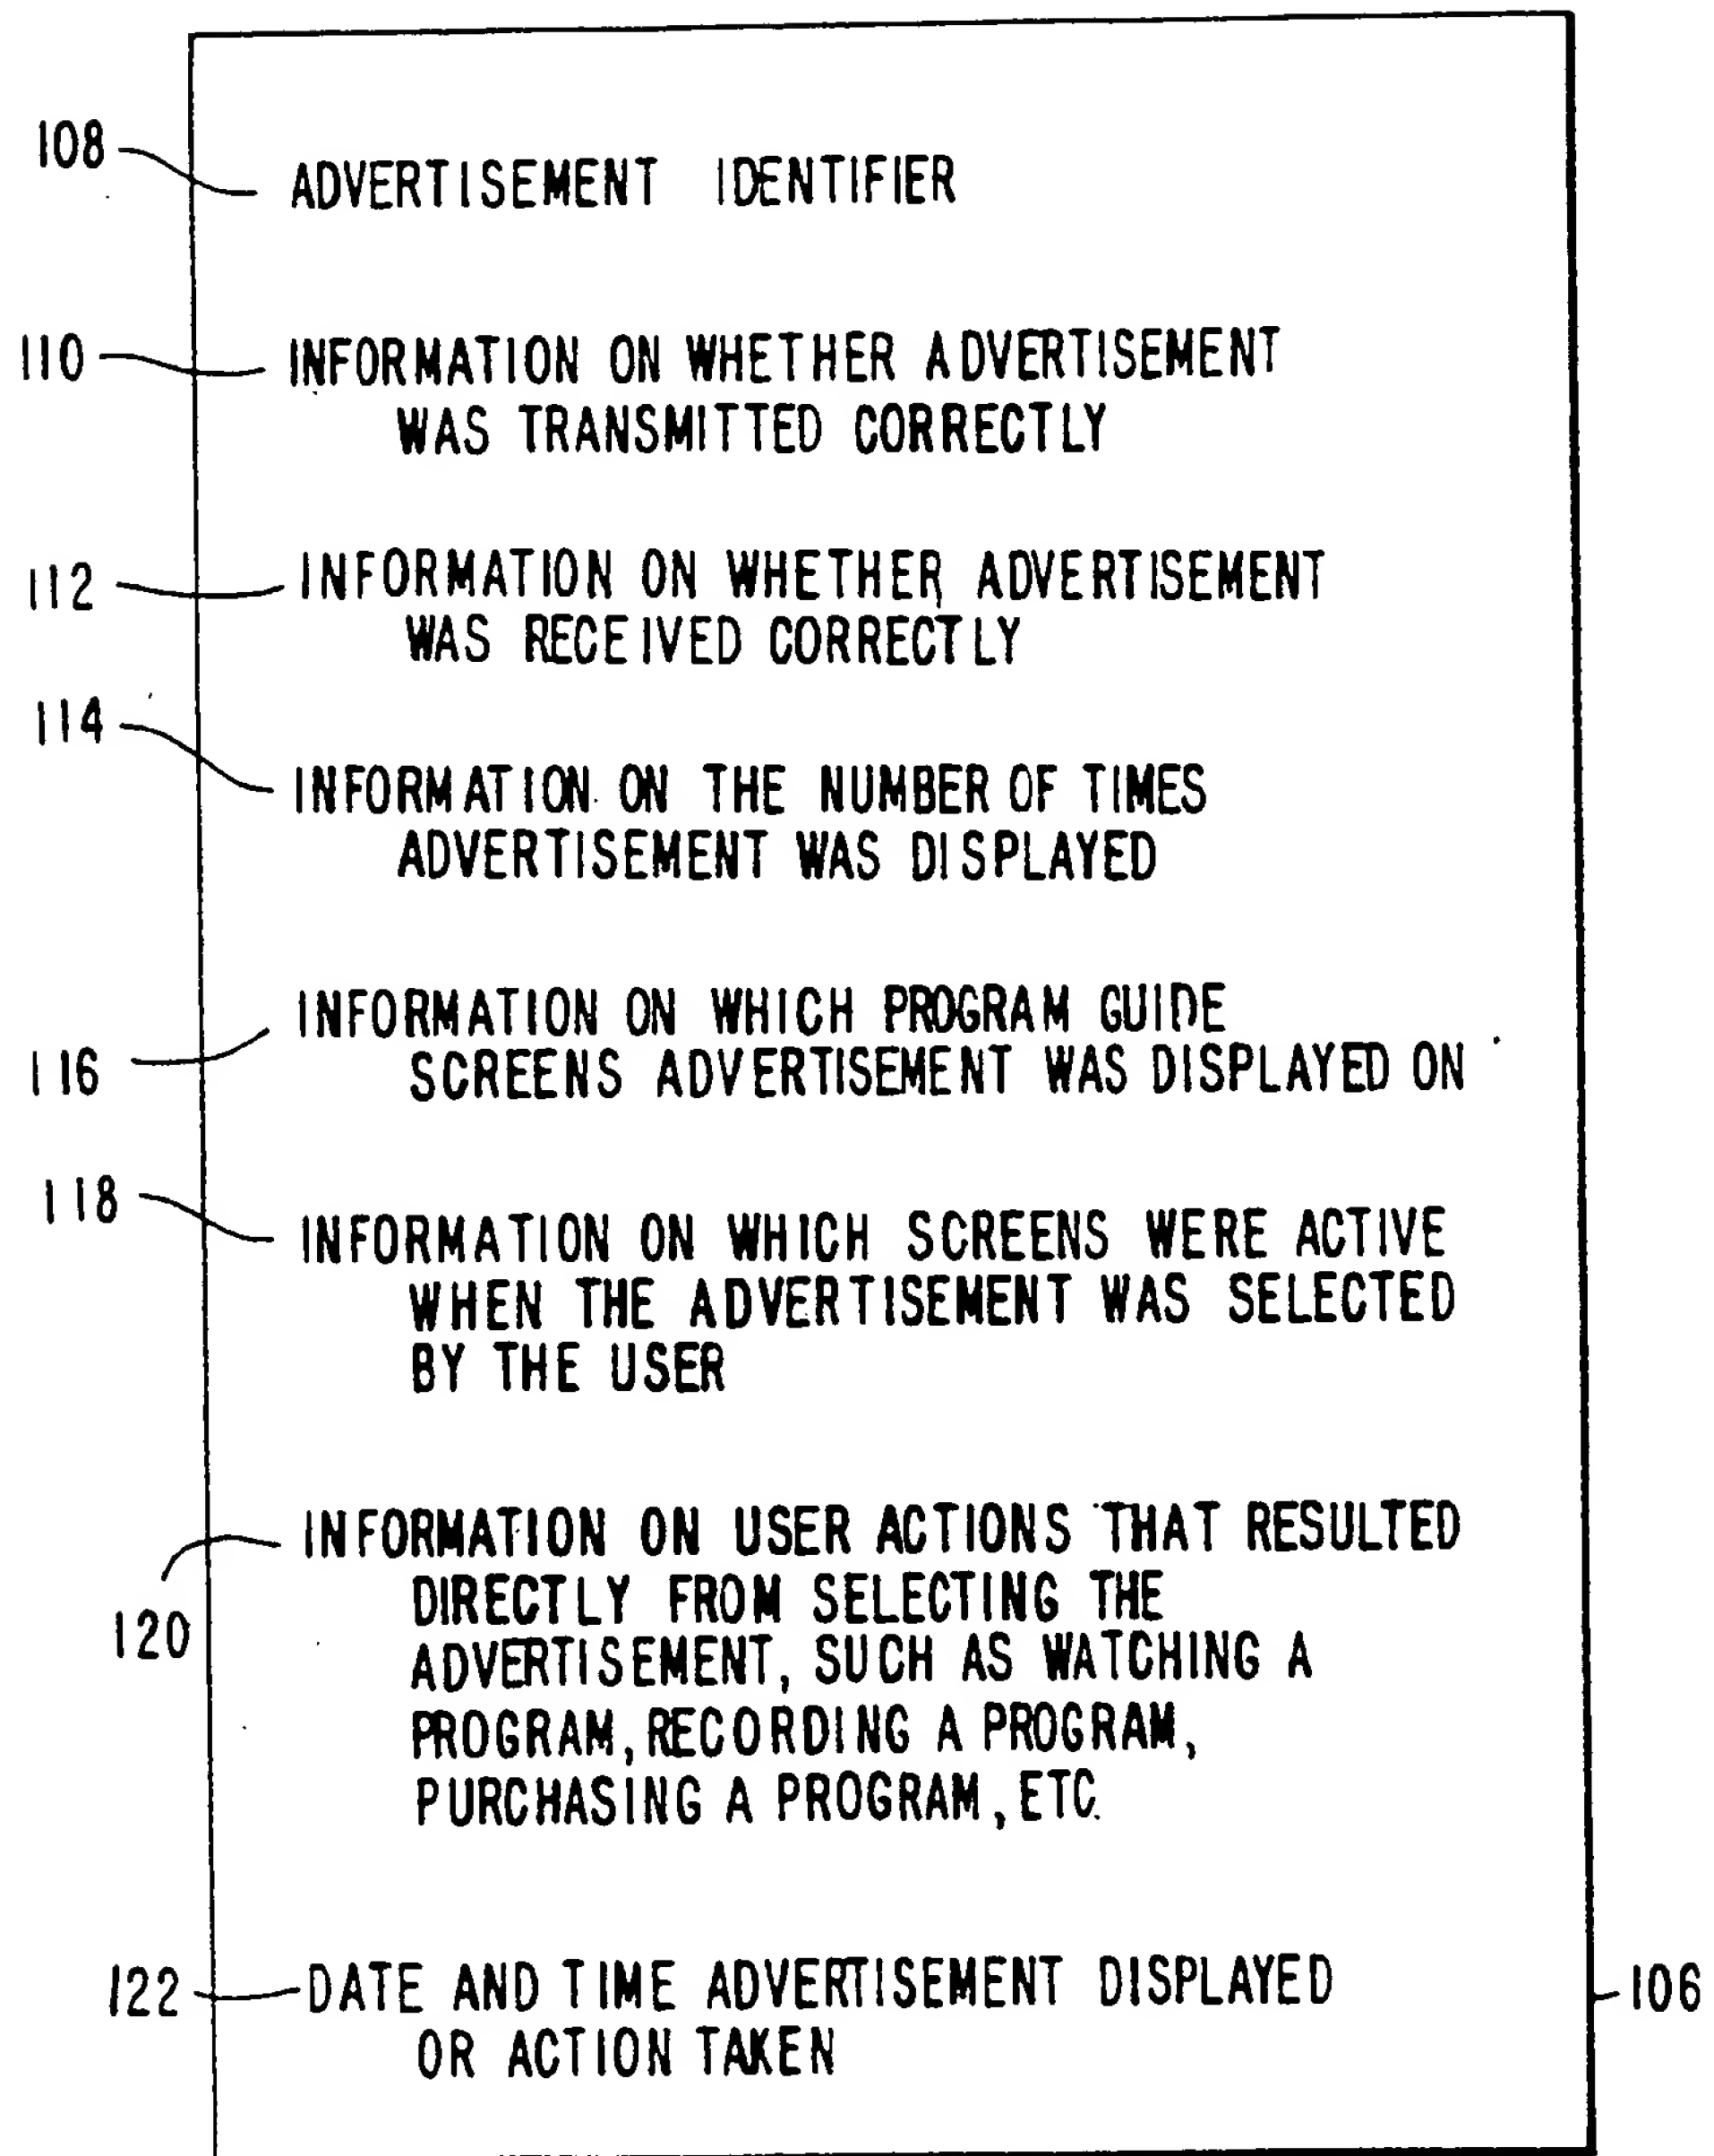 108
ADVERTISEMENT IDENTIFIER
110
INFORMATION ON WHETHER ADVERTISEMENT
WAS TRANSMITTED CORRECTLY
112
INFORMATION ON WHETHER ADVERTISEMENT
WAS RECEIVED CORRECTLY
114
INFORMATION ON THE NUMBER OF TIMES
ADVERTISEMENT WAS DISPLAYED
INFORMATION ON WHICH PROGRAM GUIDE
116
SCREENS ADVERTISEMENT WAS DISPLAYED ON
118
INFORMATION ON WHICH SCREENS WERE ACTIVE
WHEN THE ADVERTISEMENT WAS SELECTED
BY THE USER
INFORMATION ON USER ACTIONS THAT RESULTED
DIRECTLY FROM SELECTING THE
120
ADVERTISEMENT, SUCH AS WATCHING A
PROGRAM, RECORDING A PROGRAM,
PURCHASING A PROGRAM, ETC.
122
DATE AND TIME ADVERTISEMENT DISPLAYED
106
OR ACTION TAKEN